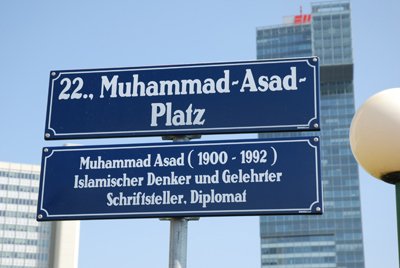 22., Muhammad-Asad-
Platz
Muhammad Asad ( 1900 - 1992 )
Islamischer Denker und Gelehrter
Schriftsteller, Diplomat